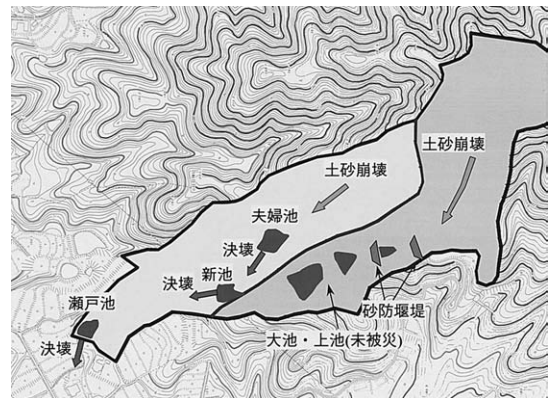 土砂崩壊
土砂崩壊
夫婦池
決壊
新池
決壊
瀬戸池
砂防堰堤
大池・上池(未被災)
決壊